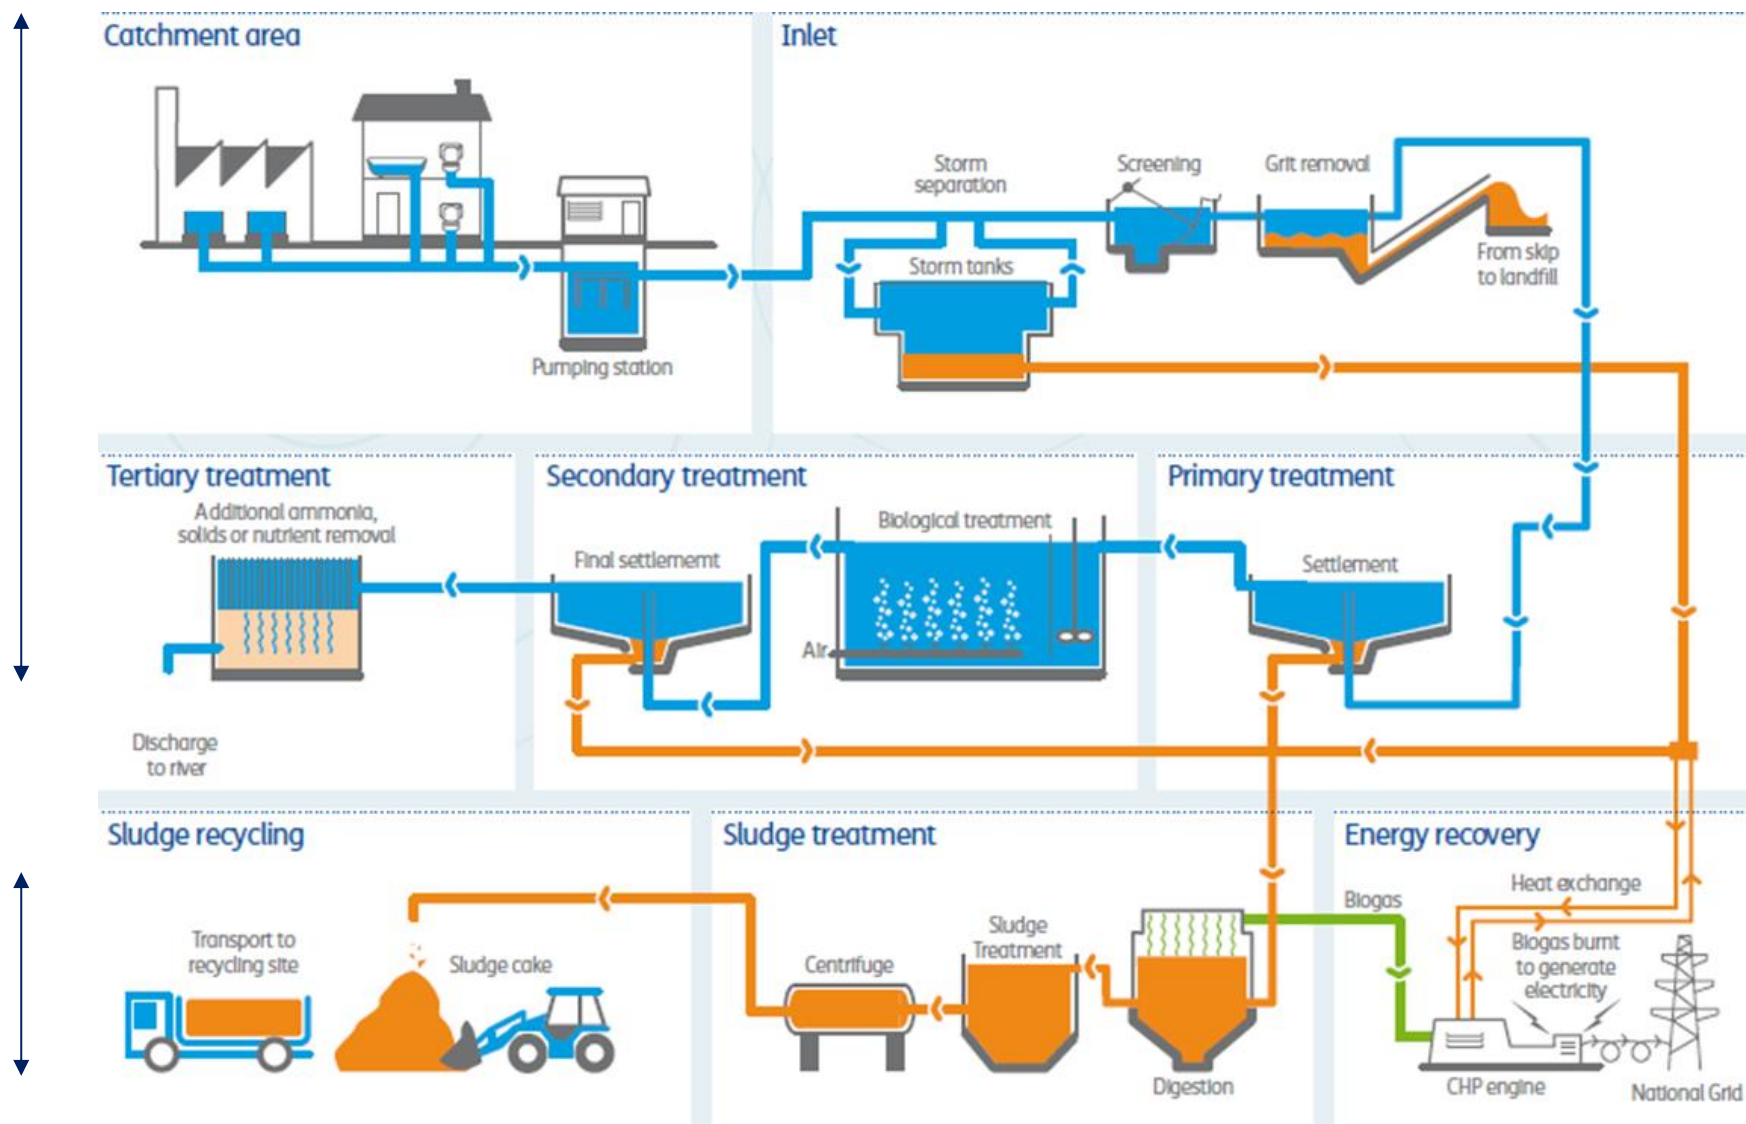 Catchment area
Inlet
Storm
separation
Screening
Grit removal
Storm tanks
From skip
to landfill
Pumping station
Tertiary treatment
Additional ammonia,
solids or nutrient removal
Discharge
to river
Secondary treatment
Final settlememt
Biological treatment
Air
Primary treatment
Settlement
Sludge recycling
Transport to
recycling site
Sludge cake
Sludge treatment
Centrifuge
Sludge
Treatment
Digestion
Energy recovery
Biogas
Heat exchange
Biogas burnt
to generate
electricity
CHP engine
National Grid